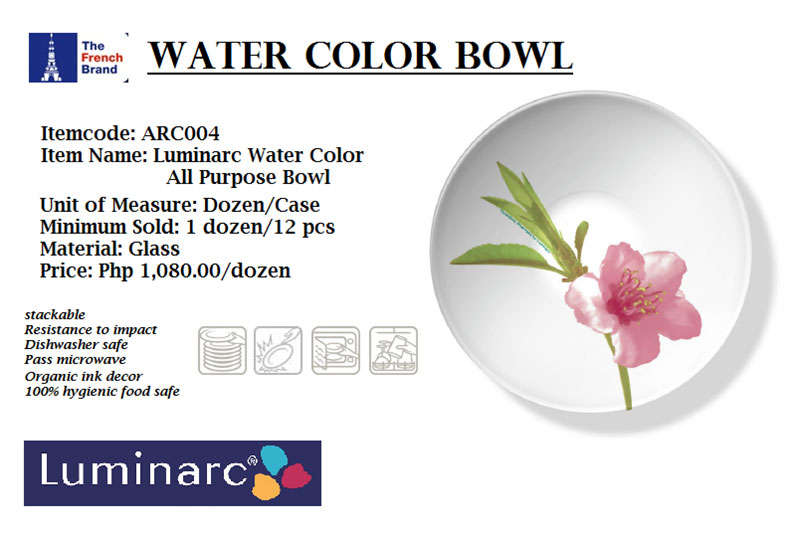 The
French
Brand
WATER COLOR BOWL
Itemcode: ARC004
Item Name: Luminarc Water Color
All Purpose Bowl
Unit of Measure: Dozen/Case
Minimum Sold: 1 dozen/12 pcs
Material: Glass
Price: Php 1,080.00/dozen
stackable
Resistance to impact
Dishwasher safe
Pass microwave
Organic ink decor
100% hygienic food safe
Luminarc®